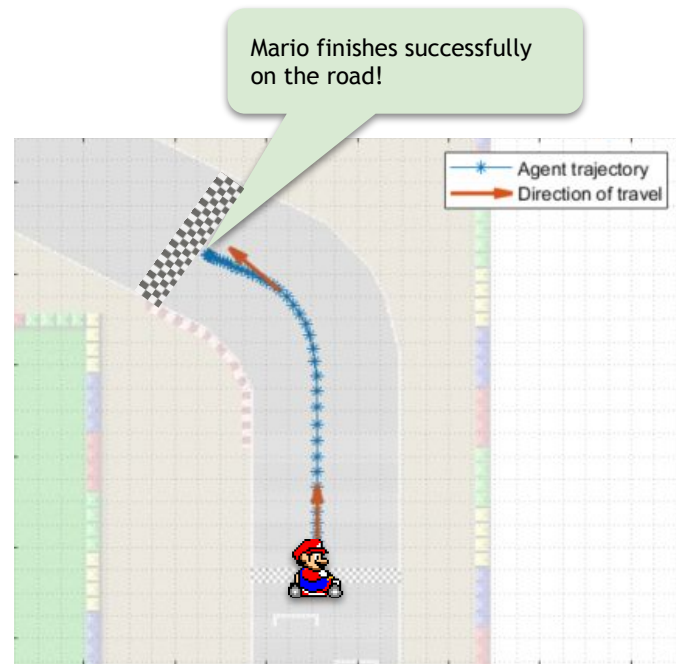 Mario finishes successfully
on the road!
Agent trajectory
Direction of travel